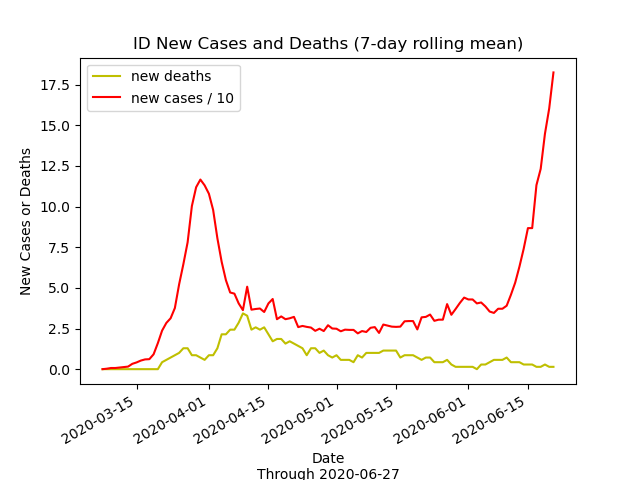 ID New Cases and Deaths (7-day rolling mean)
new deaths
new cases / 10
New Cases or Deaths
17.5
15.0
12.5
10.0
7.5
5.0
2.5
0.0
2020-03-15
2020-04-01
2020-04-15
2020-05-01
2020-05-15
2020-06-01
2020-06-15
Date
Through 2020-06-27